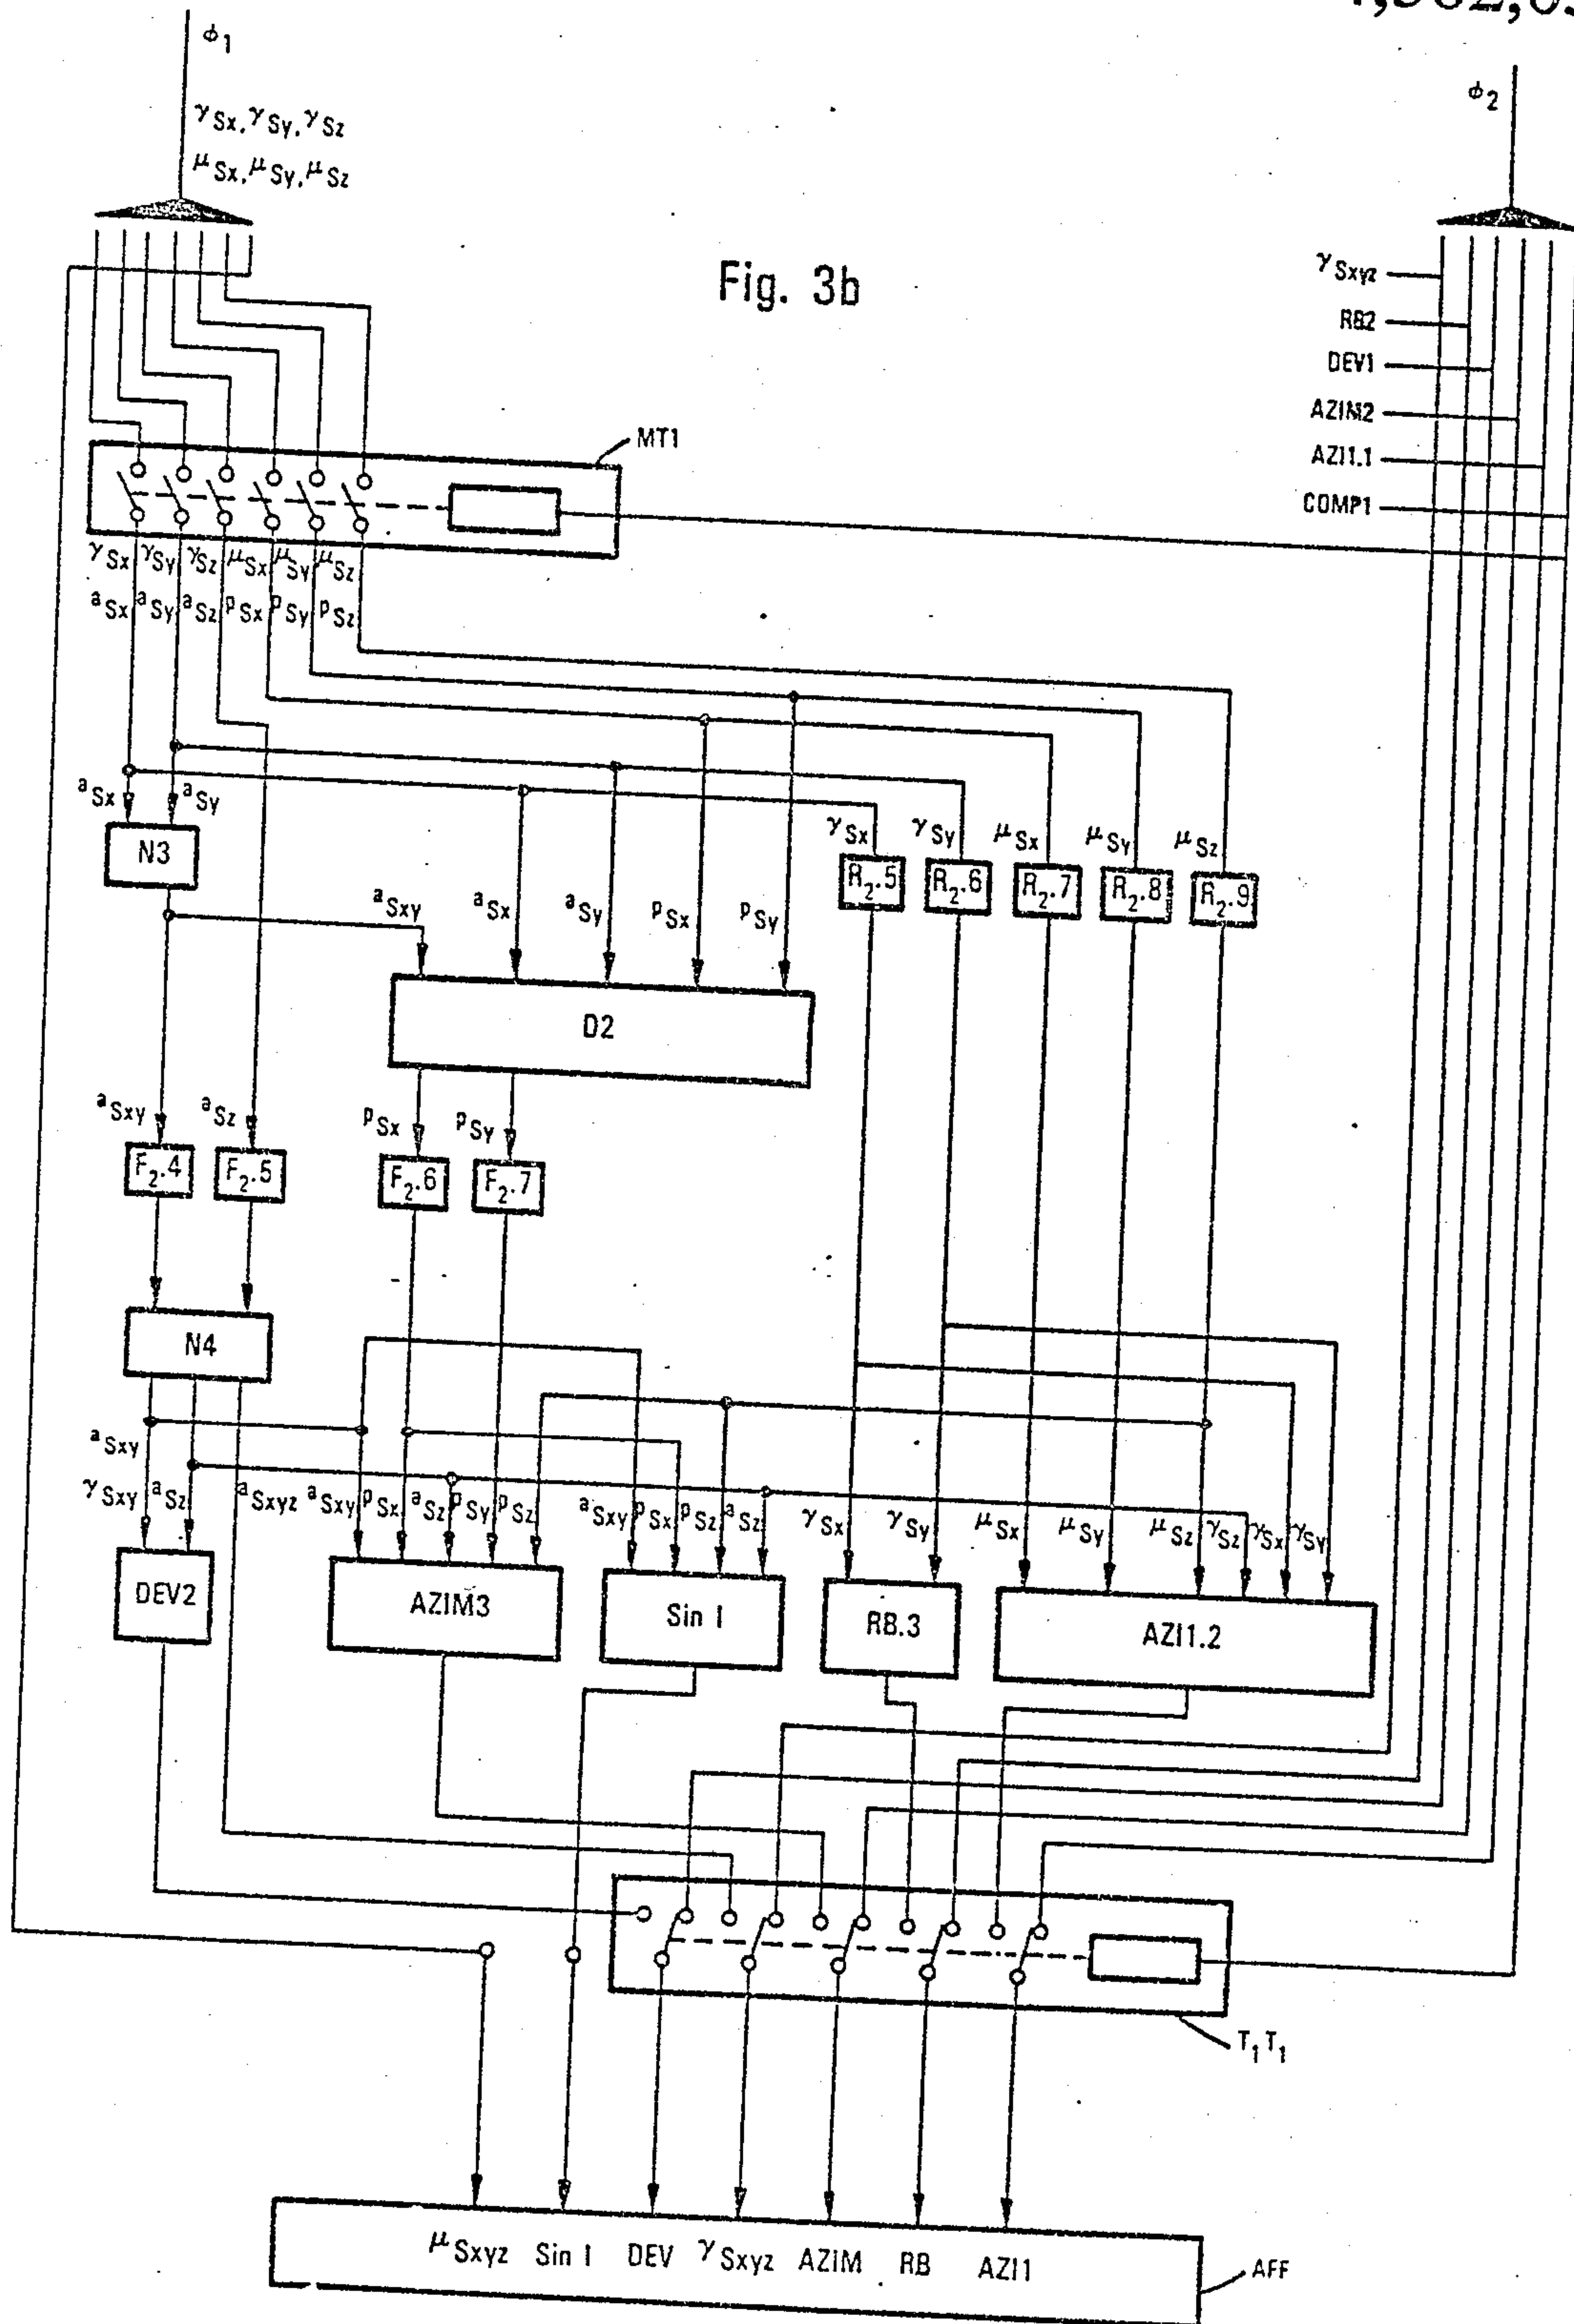 ϕ1
ϕ2
γSx, γSy, γSz
μSx, μSy, μSz
Fig. 3b
γSxyz
RB2
DEV1
AZIM2
AZI1.1
COMP1
MT1
γSx γSy γSz μSx μSy μSz
aSx aSy aSz pSx pSy pSz
aSx aSy
N3
γSx γSy μSx μSy μSz
R2.5 R2.6 R2.7 R2.8 R2.9
aSxy aSx aSy pSx pSy
D2
aSxy aSz pSx pSy
F2.4 F2.5 F2.6 F2.7
N4
aSxy
γSxy aSz aSxyz aSxy pSx aSz pSy pSz aSxy pSx pSz aSz γSx γSy μSx μSy μSz γSz γSx γSy
DEV2 AZIM3 Sin I RB.3 AZI1.2
T1T1
μSxyz Sin I DEV γSxyz AZIM RB AZI1
AFF